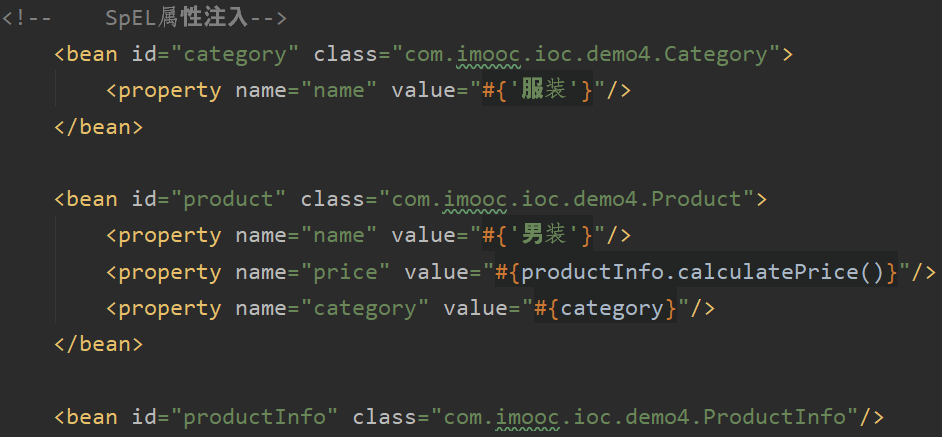 <!--    SpEL属性注入-->
    <bean id="category" class="com.imooc.ioc.demo4.Category">
        <property name="name" value="#{'服装'}"/>
    </bean>

    <bean id="product" class="com.imooc.ioc.demo4.Product">
        <property name="name" value="#{'男装'}"/>
        <property name="price" value="#{productInfo.calculatePrice()}"/>
        <property name="category" value="#{category}"/>
    </bean>

    <bean id="productInfo" class="com.imooc.ioc.demo4.ProductInfo"/>